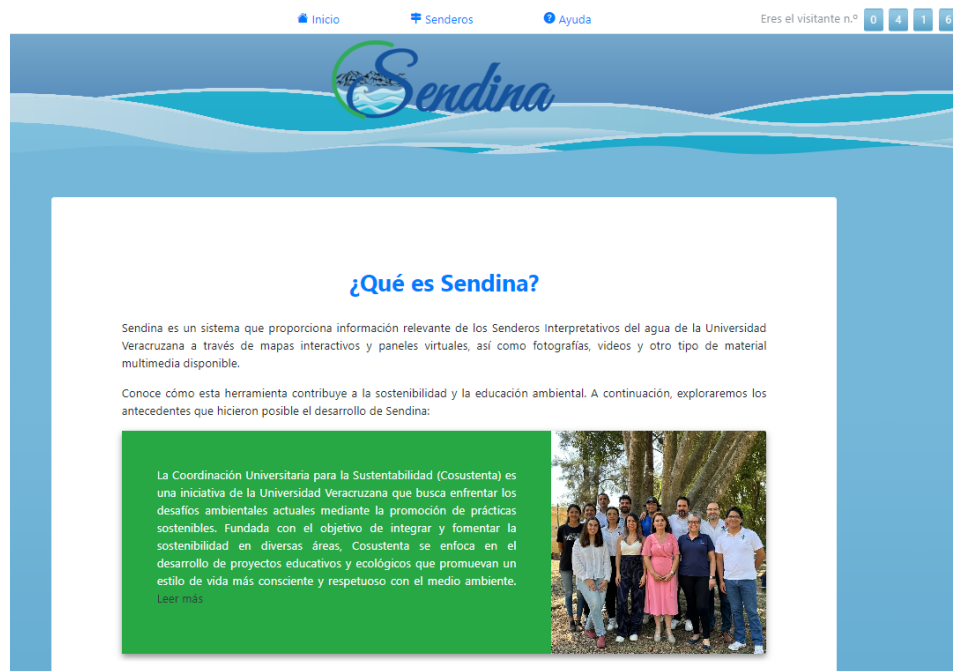 Inicio
Senderos
Ayuda
Eres el visitante n.º 0 4 1 6
Sendina
¿Qué es Sendina?
Sendina es un sistema que proporciona información relevante de los Senderos Interpretativos del agua de la Universidad
Veracruzana a través de mapas interactivos y paneles virtuales, así como fotografías, videos y otro tipo de material
multimedia disponible.
Conoce cómo esta herramienta contribuye a la sostenibilidad y la educación ambiental. A continuación, exploraremos los
antecedentes que hicieron posible el desarrollo de Sendina:
La Coordinación Universitaria para la Sustentabilidad (Cosustenta) es
una iniciativa de la Universidad Veracruzana que busca enfrentar los
desafíos ambientales actuales mediante la promoción de prácticas
sostenibles. Fundada con el objetivo de integrar y fomentar la
sostenibilidad en diversas áreas, Cosustenta se enfoca en el
desarrollo de proyectos educativos y ecológicos que promuevan un
estilo de vida más consciente y respetuoso con el medio ambiente.
Leer más